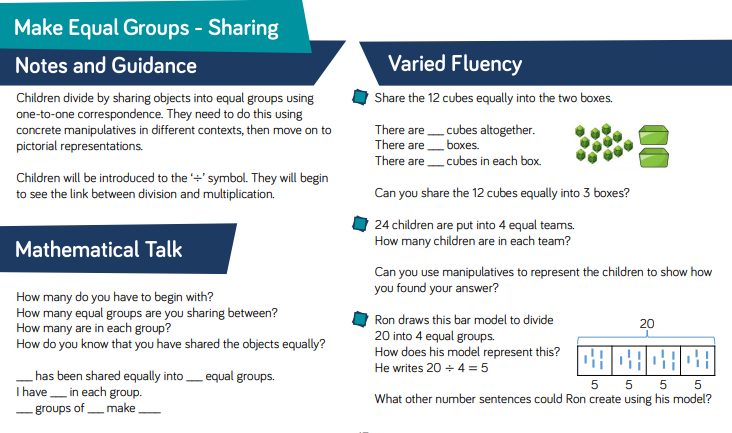 Make Equal Groups - Sharing
Notes and Guidance
Children divide by sharing objects into equal groups using
one-to-one correspondence. They need to do this using
concrete manipulatives in different contexts, then move on to
pictorial representations.
Children will be introduced to the ‘÷’ symbol. They will begin
to see the link between division and multiplication.
Mathematical Talk
How many do you have to begin with?
How many equal groups are you sharing between?
How many are in each group?
How do you know that you have shared the objects equally?
___ has been shared equally into ___ equal groups.
I have ___ in each group.
___ groups of ___ make ____
Varied Fluency
Share the 12 cubes equally into the two boxes.
There are ___ cubes altogether.
There are ___ boxes.
There are ___ cubes in each box.
Can you share the 12 cubes equally into 3 boxes?
24 children are put into 4 equal teams.
How many children are in each team?
Can you use manipulatives to represent the children to show how
you found your answer?
Ron draws this bar model to divide
20 into 4 equal groups.
How does his model represent this?
He writes 20 ÷ 4 = 5
20
5 5 5 5
What other number sentences could Ron create using his model?